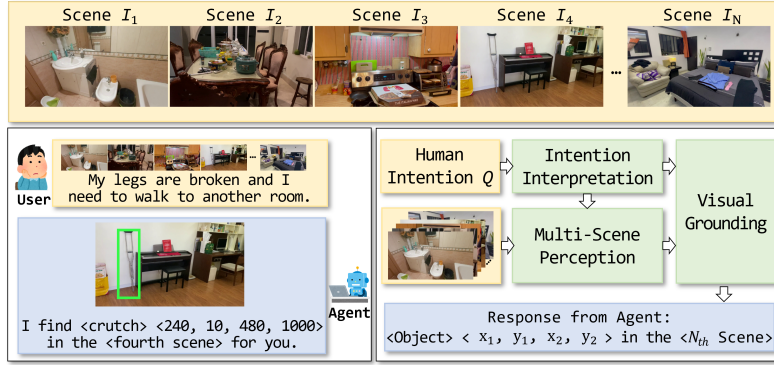 Scene I₁
Scene I₂
Scene I₃
Scene I₄
Scene I_N
...
User
...
My legs are broken and I
need to walk to another room.
Agent
I find <crutch> <240, 10, 480, 1000>
in the <fourth scene> for you.
Human
Intention Q
Intention
Interpretation
Multi-Scene
Perception
...
Visual
Grounding
Response from Agent:
<Object> < x₁, y₁, x₂, y₂ > in the <N_th Scene>